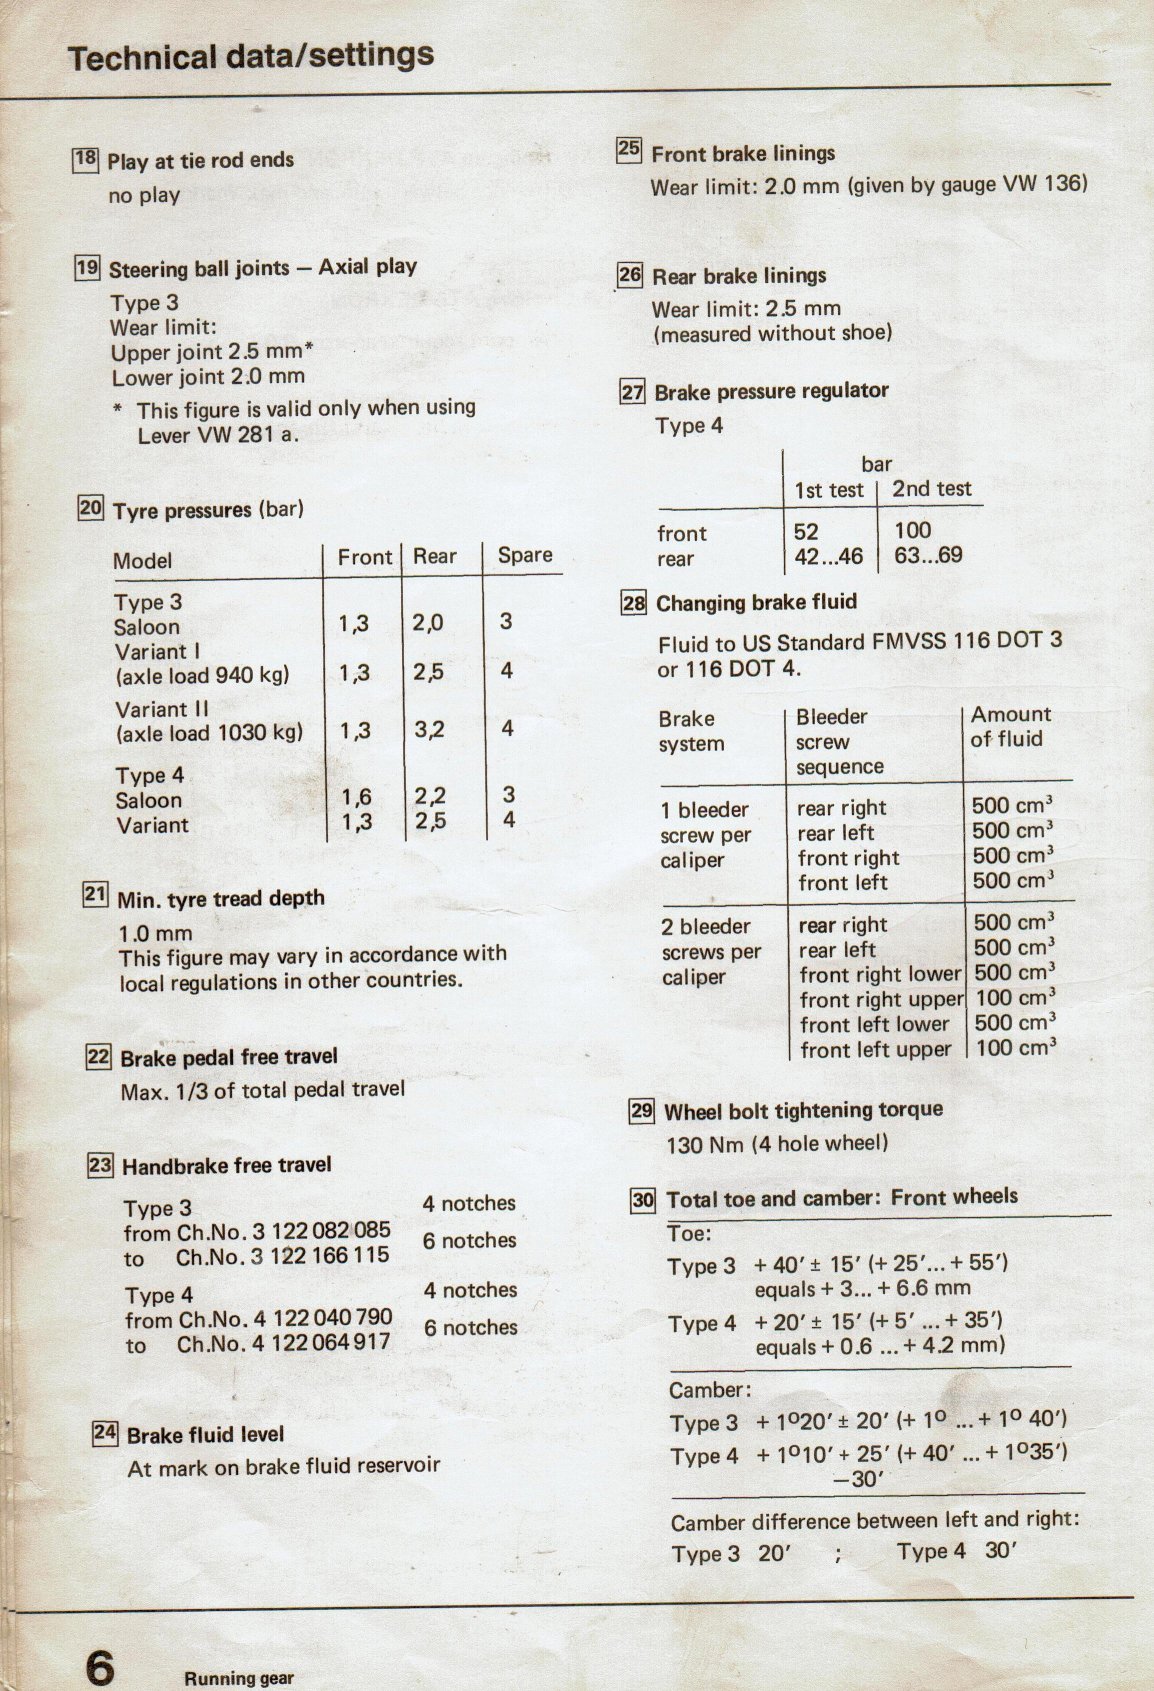 Technical data/settings
18 Play at tie rod ends
no play
19 Steering ball joints — Axial play
Type 3
Wear limit:
Upper joint 2.5 mm*
Lower joint 2.0 mm
* This figure is valid only when using
Lever VW 281 a.
20 Tyre pressures (bar)
Model Front Rear Spare
Type 3
Saloon 1,3 2,0 3
Variant I
(axle load 940 kg) 1,3 2,5 4
Variant II
(axle load 1030 kg) 1,3 3,2 4
Type 4
Saloon 1,6 2,2 3
Variant 1,3 2,5 4
21 Min. tyre tread depth
1.0 mm
This figure may vary in accordance with
local regulations in other countries.
22 Brake pedal free travel
Max. 1/3 of total pedal travel
23 Handbrake free travel
Type 3 4 notches
from Ch.No. 3 122 082 085
6 notches
to Ch.No. 3 122 166 115
Type 4 4 notches
from Ch.No. 4 122 040 790
6 notches
to Ch.No. 4 122 064 917
24 Brake fluid level
At mark on brake fluid reservoir
25 Front brake linings
Wear limit: 2.0 mm (given by gauge VW 136)
26 Rear brake linings
Wear limit: 2.5 mm
(measured without shoe)
27 Brake pressure regulator
Type 4
bar
1st test 2nd test
front 52 100
rear 42...46 63...69
28 Changing brake fluid
Fluid to US Standard FMVSS 116 DOT 3
or 116 DOT 4.
Brake Bleeder Amount
system screw of fluid
sequence
1 bleeder rear right 500 cm³
screw per rear left 500 cm³
caliper front right 500 cm³
front left 500 cm³
2 bleeder rear right 500 cm³
screws per rear left 500 cm³
caliper front right lower 500 cm³
front right upper 100 cm³
front left lower 500 cm³
front left upper 100 cm³
29 Wheel bolt tightening torque
130 Nm (4 hole wheel)
30 Total toe and camber: Front wheels
Toe:
Type 3 + 40′ ± 15′ (+ 25′... + 55′)
equals + 3... + 6.6 mm
Type 4 + 20′ ± 15′ (+ 5′ ... + 35′)
equals + 0.6 ... + 4.2 mm)
Camber:
Type 3 + 1º20′ ± 20′ (+ 1º ... + 1º 40′)
Type 4 + 1º10′ + 25′ (+ 40′ ... + 1º35′)
—30′
Camber difference between left and right:
Type 3 20′ ; Type 4 30′
6 Running gear